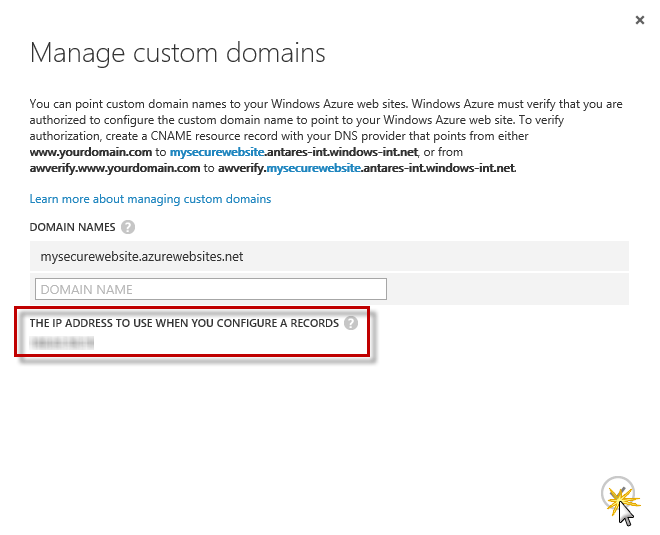 Manage custom domains
You can point custom domain names to your Windows Azure web sites. Windows Azure must verify that you are
authorized to configure the custom domain name to point to your Windows Azure web site. To verify
authorization, create a CNAME resource record with your DNS provider that points from either
www.yourdomain.com to mysecurewebsite.antares-int.windows-int.net, or from
awverify.www.yourdomain.com to awverify.mysecurewebsite.antares-int.windows-int.net.
Learn more about managing custom domains
DOMAIN NAMES ?
mysecurewebsite.azurewebsites.net
DOMAIN NAME
THE IP ADDRESS TO USE WHEN YOU CONFIGURE A RECORDS ?